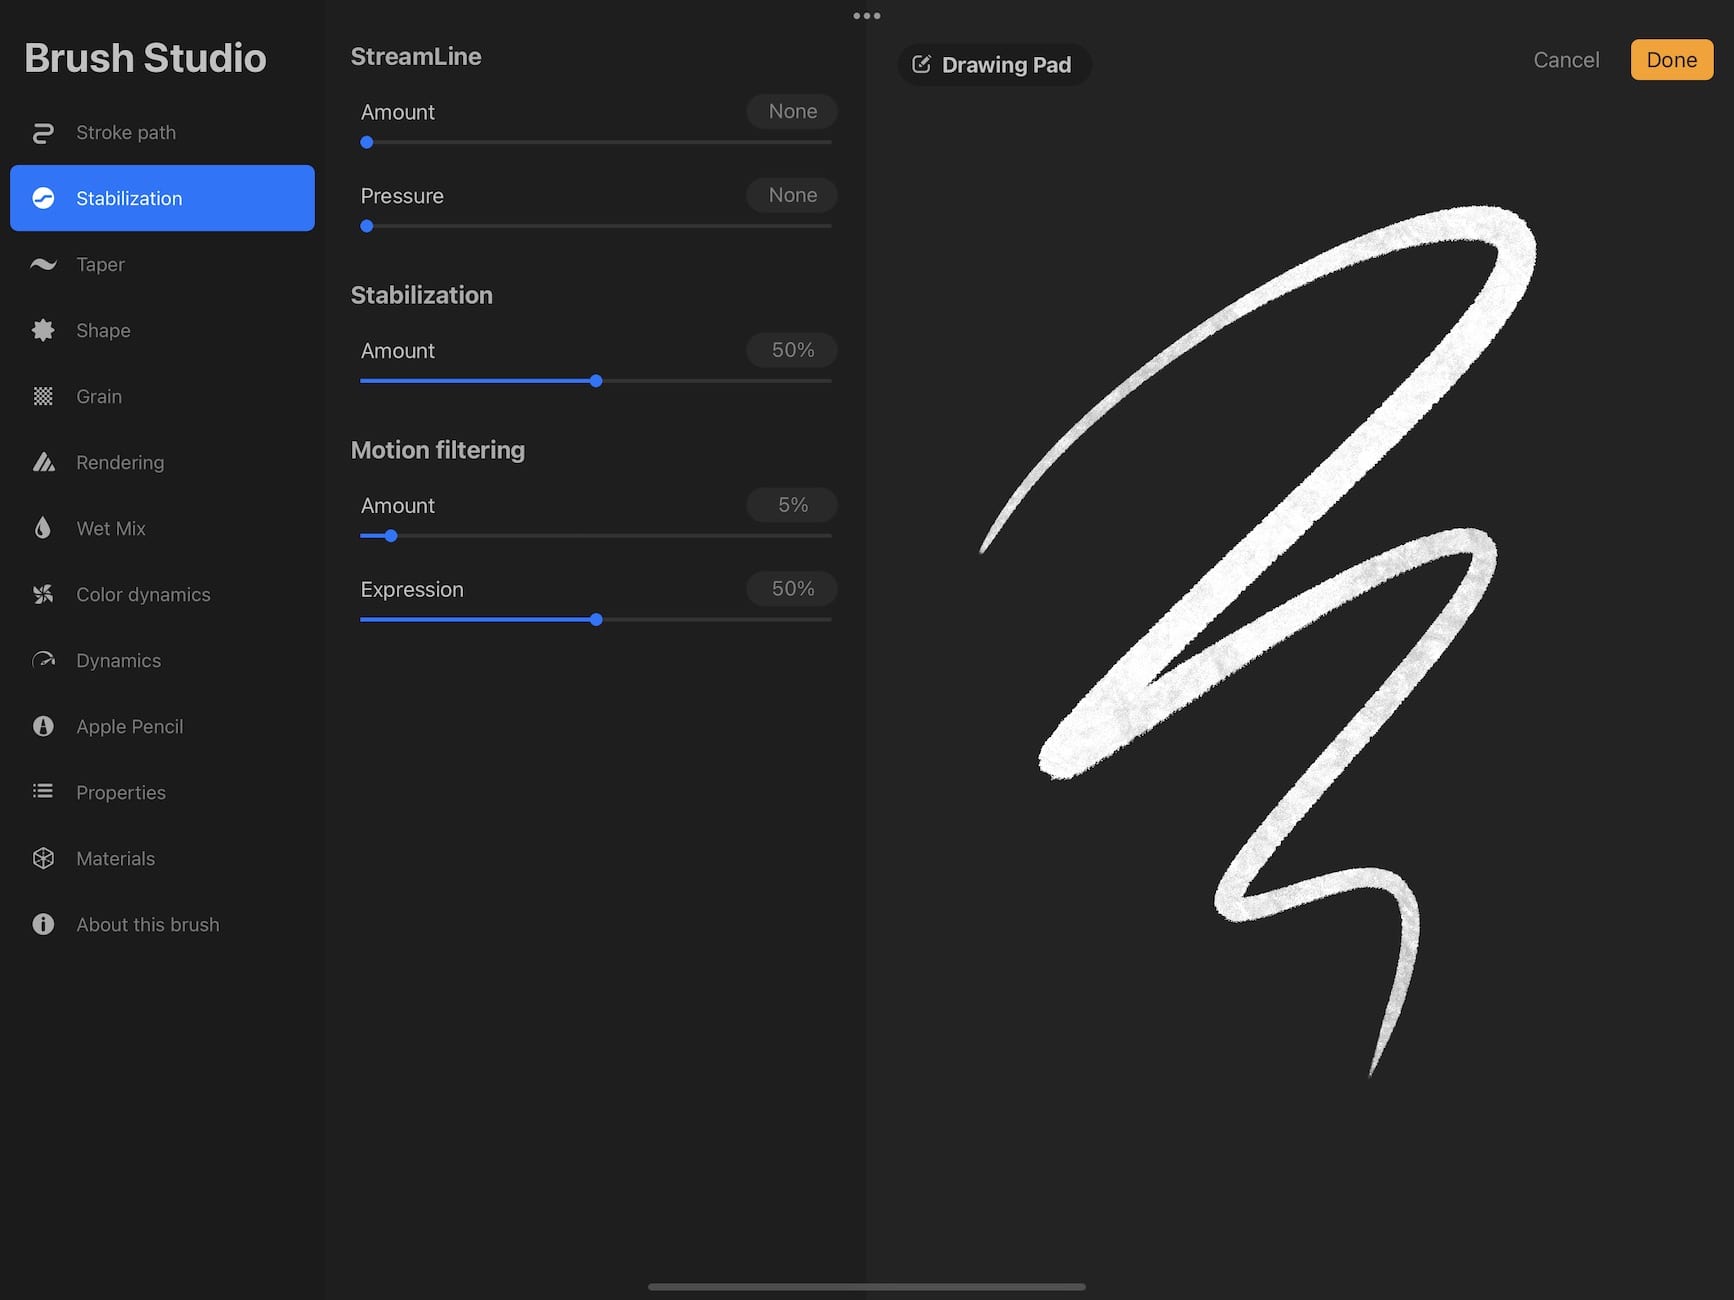 Brush Studio
Stroke path
Stabilization
Taper
Shape
Grain
Rendering
Wet Mix
Color dynamics
Dynamics
Apple Pencil
Properties
Materials
About this brush
StreamLine
Amount None
Pressure None
Stabilization
Amount 50%
Motion filtering
Amount 5%
Expression 50%
Drawing Pad
Cancel Done